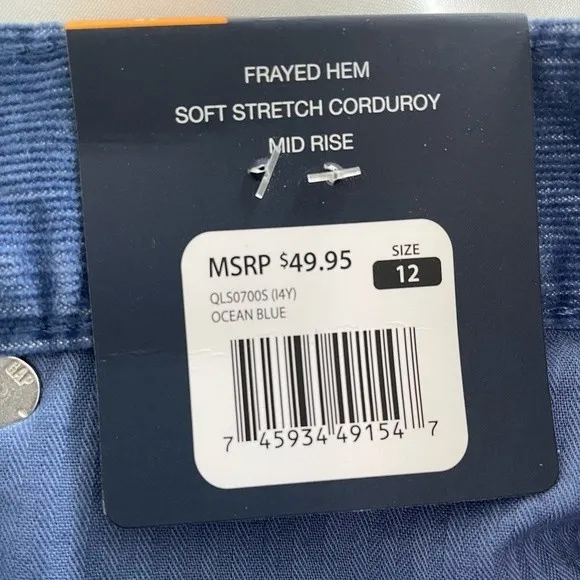 FRAYED HEM
SOFT STRETCH CORDUROY
MID RISE
MSRP $49.95
SIZE
12
QLS0700S (I4Y)
OCEAN BLUE
7 45934 49154 7